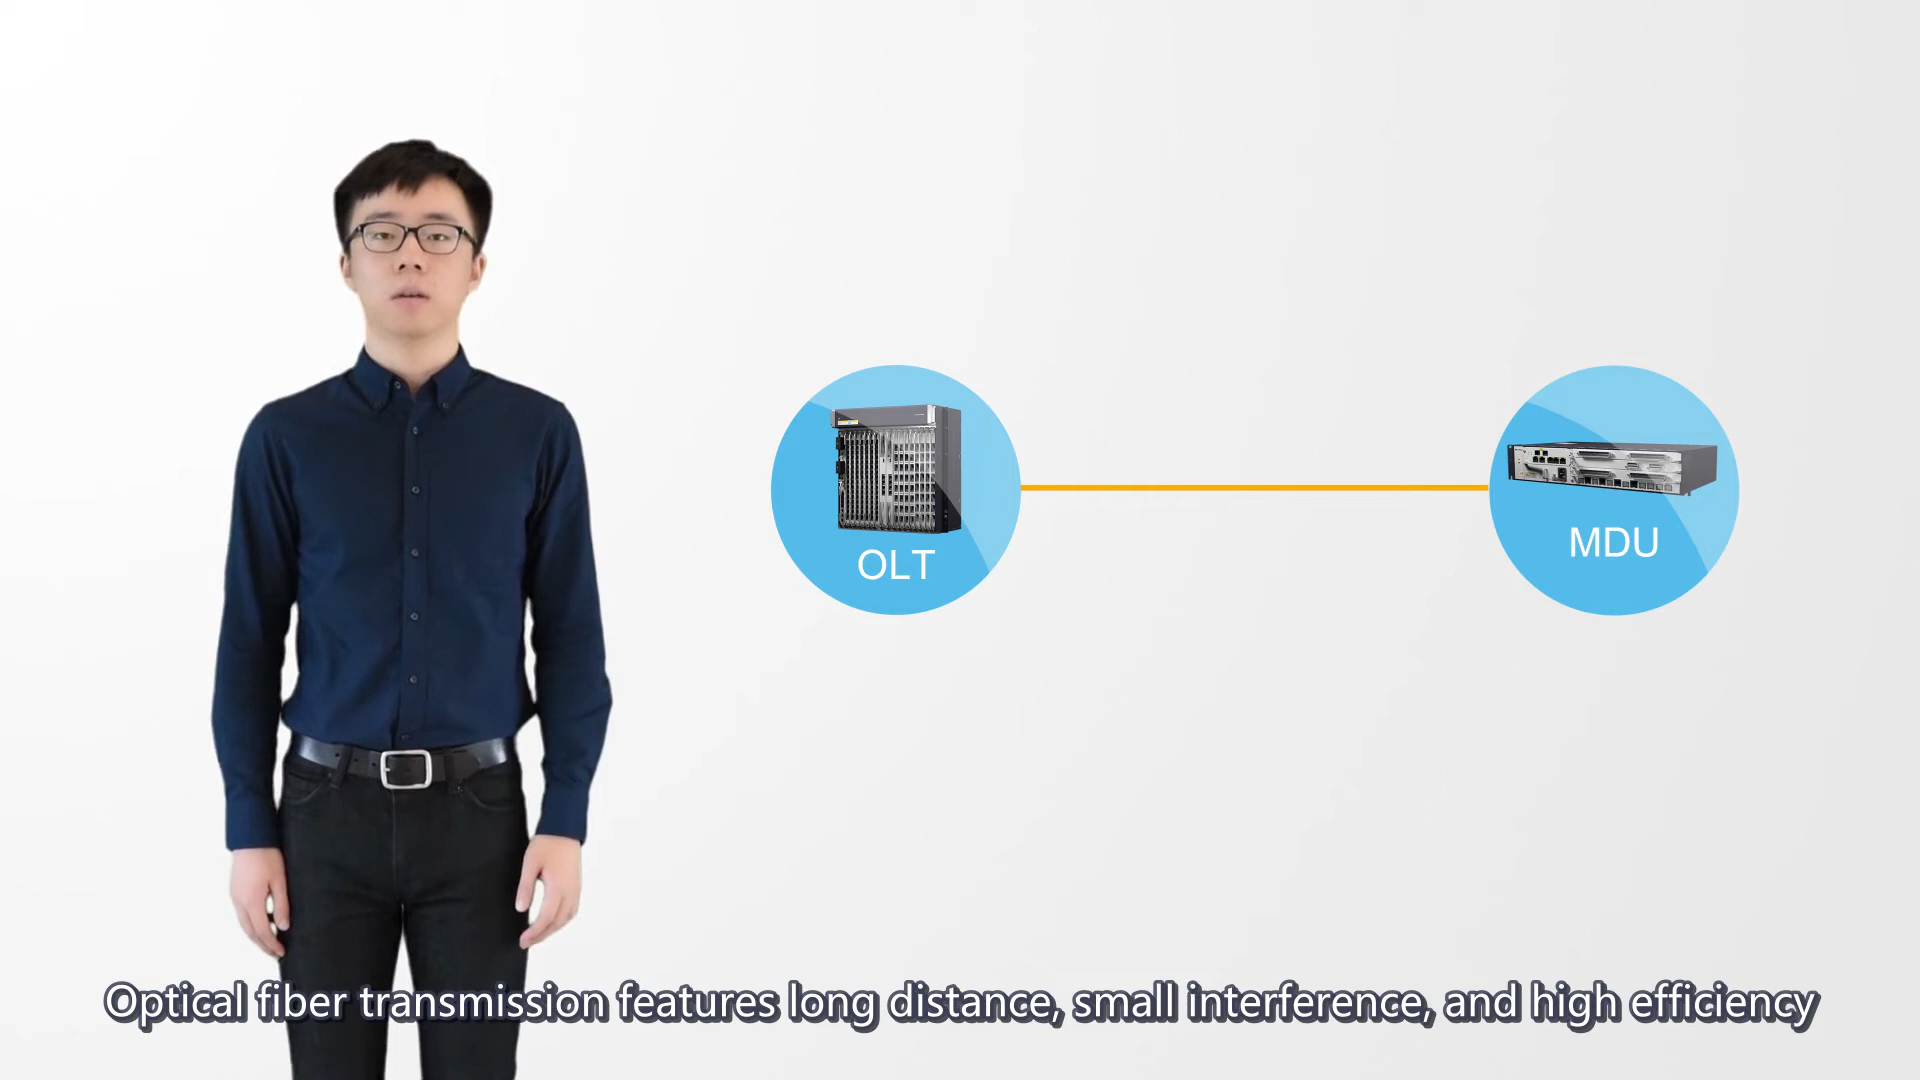 OLT
MDU
Optical fiber transmission features long distance, small interference, and high efficiency